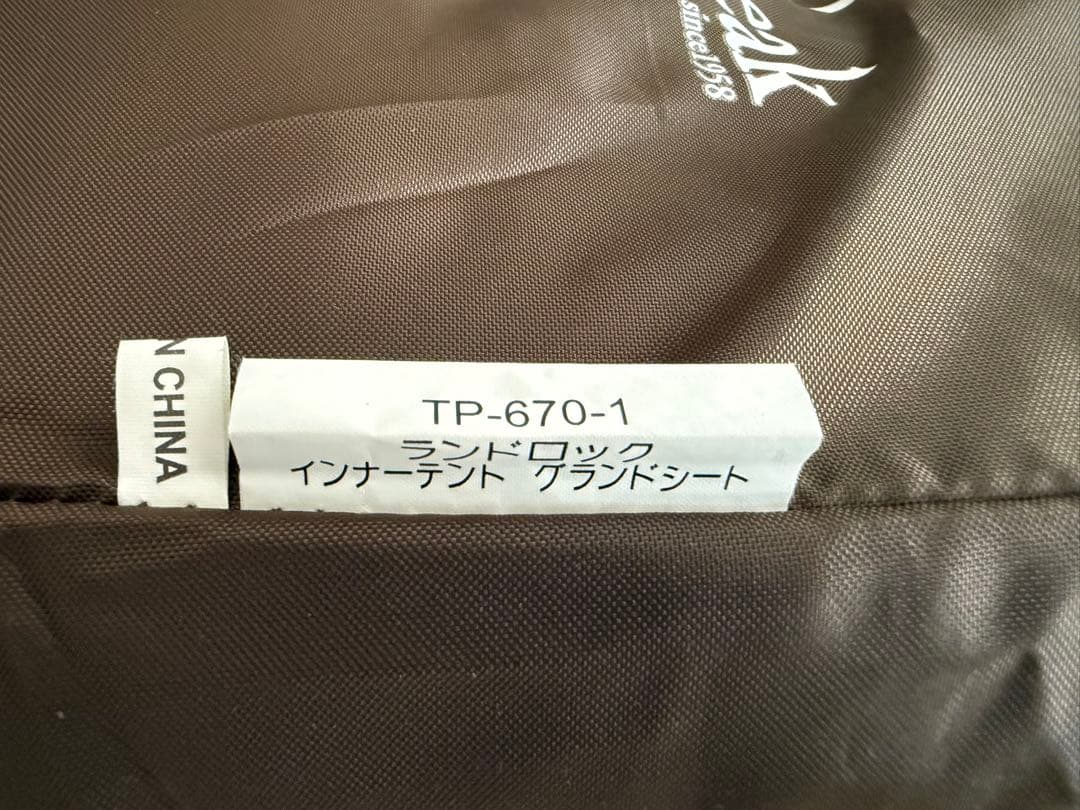 eak
since1958
N CHINA
TP-670-1
ランドロック
インナーテント グランドシート